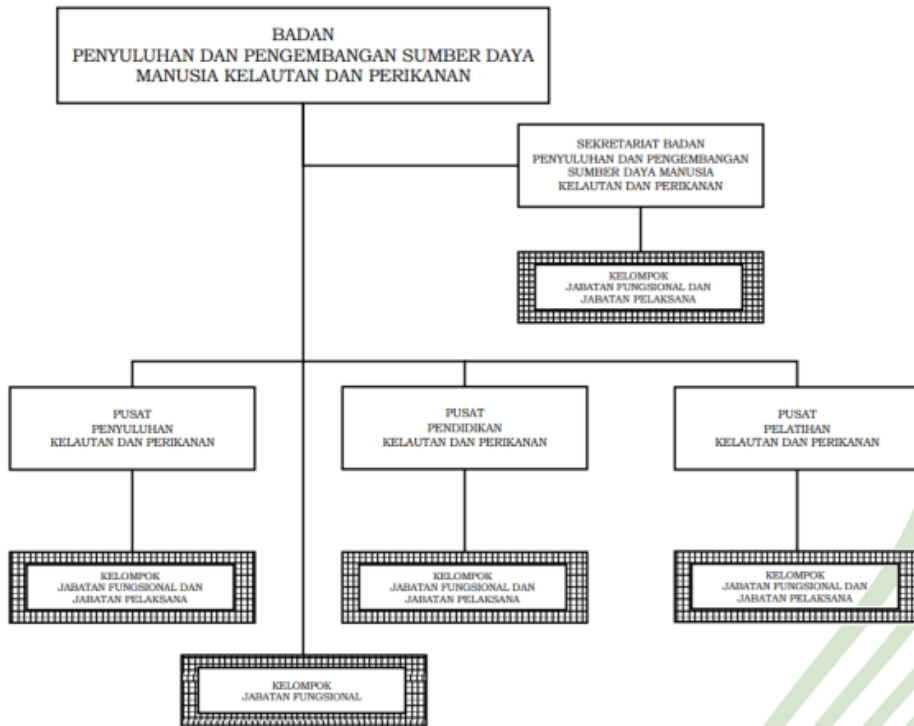 BADAN
PENYULUHAN DAN PENGEMBANGAN SUMBER DAYA
MANUSIA KELAUTAN DAN PERIKANAN
SEKRETARIAT BADAN
PENYULUHAN DAN PENGEMBANGAN
SUMBER DAYA MANUSIA
KELAUTAN DAN PERIKANAN
KELOMPOK
JABATAN FUNGSIONAL DAN
JABATAN PELAKSANA
PUSAT
PENYULUHAN
KELAUTAN DAN PERIKANAN
PUSAT
PENDIDIKAN
KELAUTAN DAN PERIKANAN
PUSAT
PELATIHAN
KELAUTAN DAN PERIKANAN
KELOMPOK
JABATAN FUNGSIONAL DAN
JABATAN PELAKSANA
KELOMPOK
JABATAN FUNGSIONAL DAN
JABATAN PELAKSANA
KELOMPOK
JABATAN FUNGSIONAL DAN
JABATAN PELAKSANA
KELOMPOK
JABATAN FUNGSIONAL